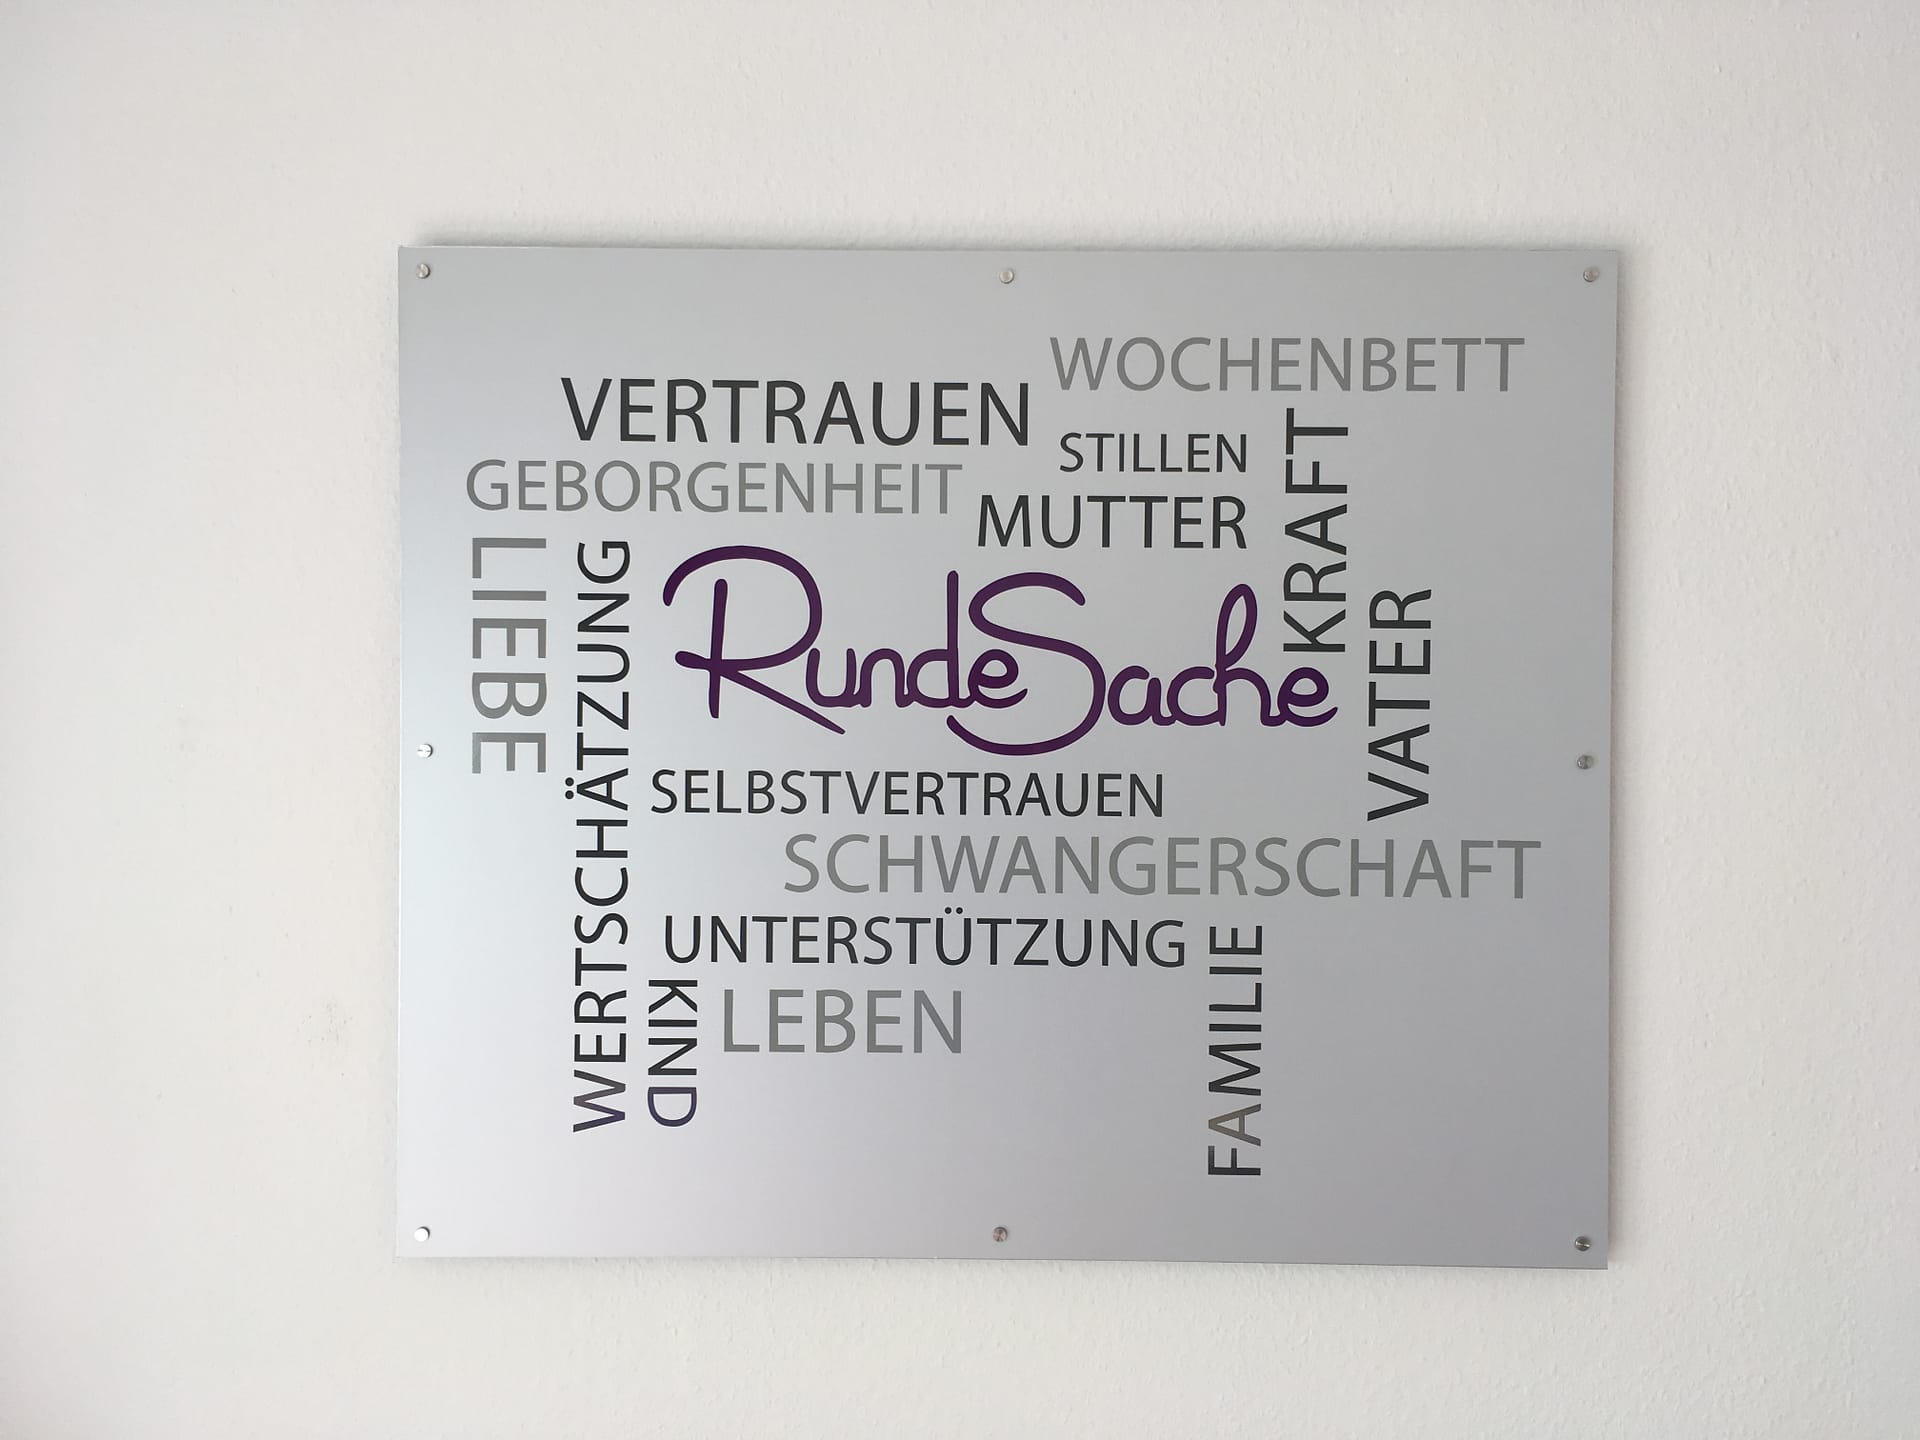 WOCHENBETT
VERTRAUEN
STILLEN
KRAFT
GEBORGENHEIT
MUTTER
LIEBE
WERTSCHÄTZUNG
RundeSache
VATER
SELBSTVERTRAUEN
SCHWANGERSCHAFT
UNTERSTÜTZUNG
FAMILIE
KIND
LEBEN